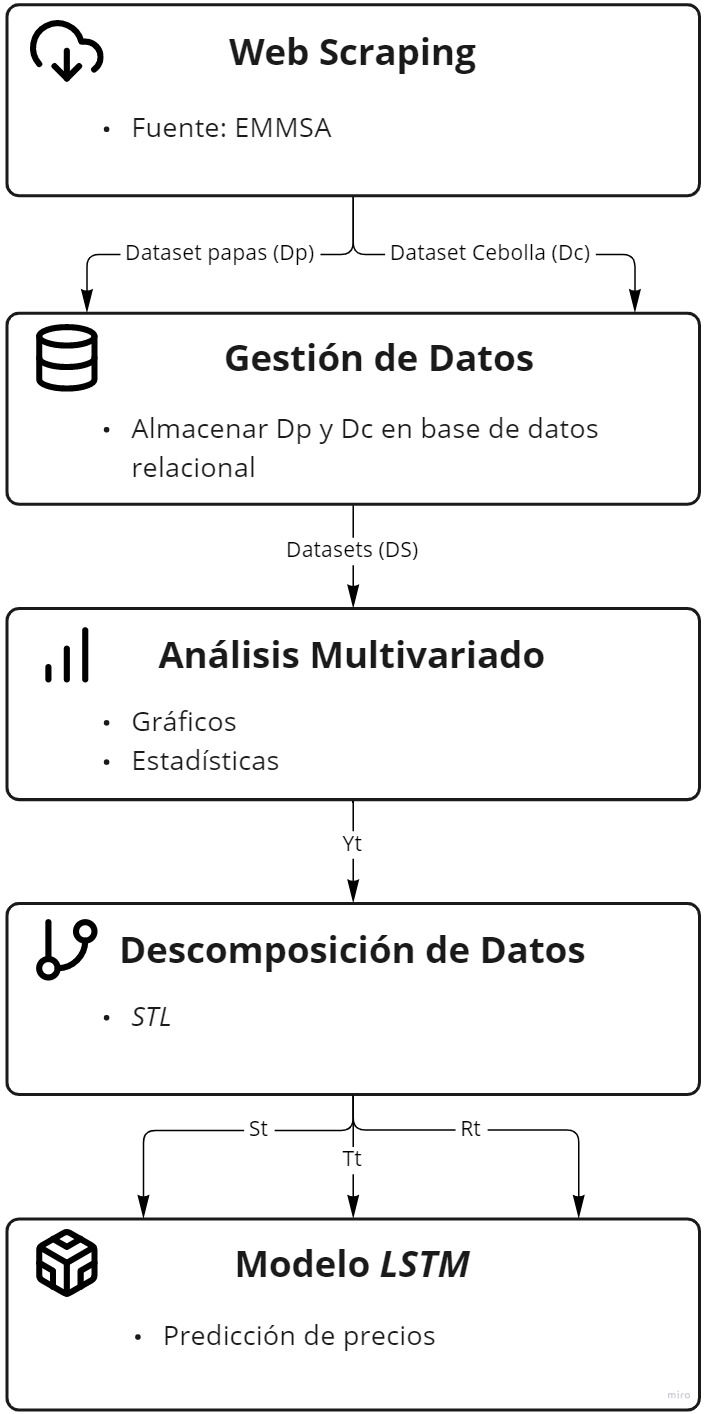 Web Scraping
• Fuente: EMMSA
Dataset papas (Dp)
Dataset Cebolla (Dc)
Gestión de Datos
• Almacenar Dp y Dc en base de datos
relacional
Datasets (DS)
Análisis Multivariado
• Gráficos
• Estadísticas
Yt
Descomposición de Datos
• STL
St
Rt
Tt
Modelo LSTM
• Predicción de precios
miro